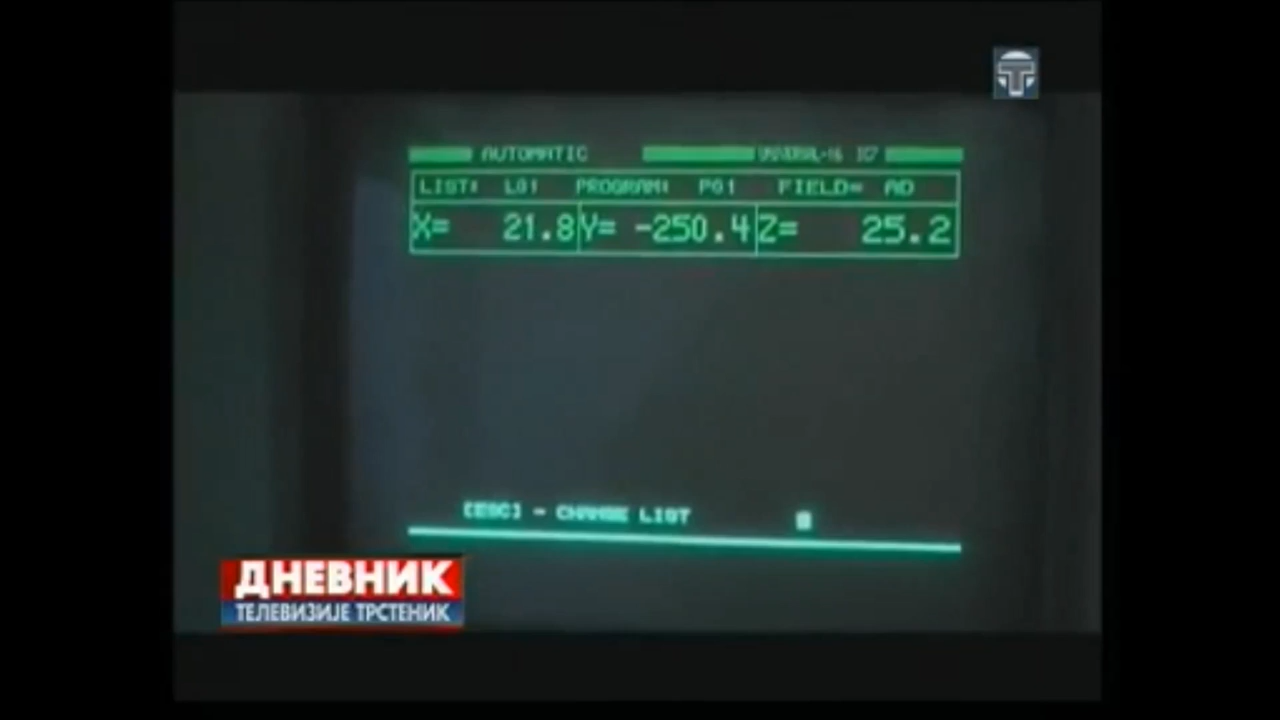 AUTOMATIC
LIST: L01 PROGRAM: P01 FIELD= AD
X= 21.8 Y= -250.4 Z= 25.2
[ESC] - CHANGE LIST
ДНЕВНИК
ТЕЛЕВИЗИЈЕ ТРСТЕНИК